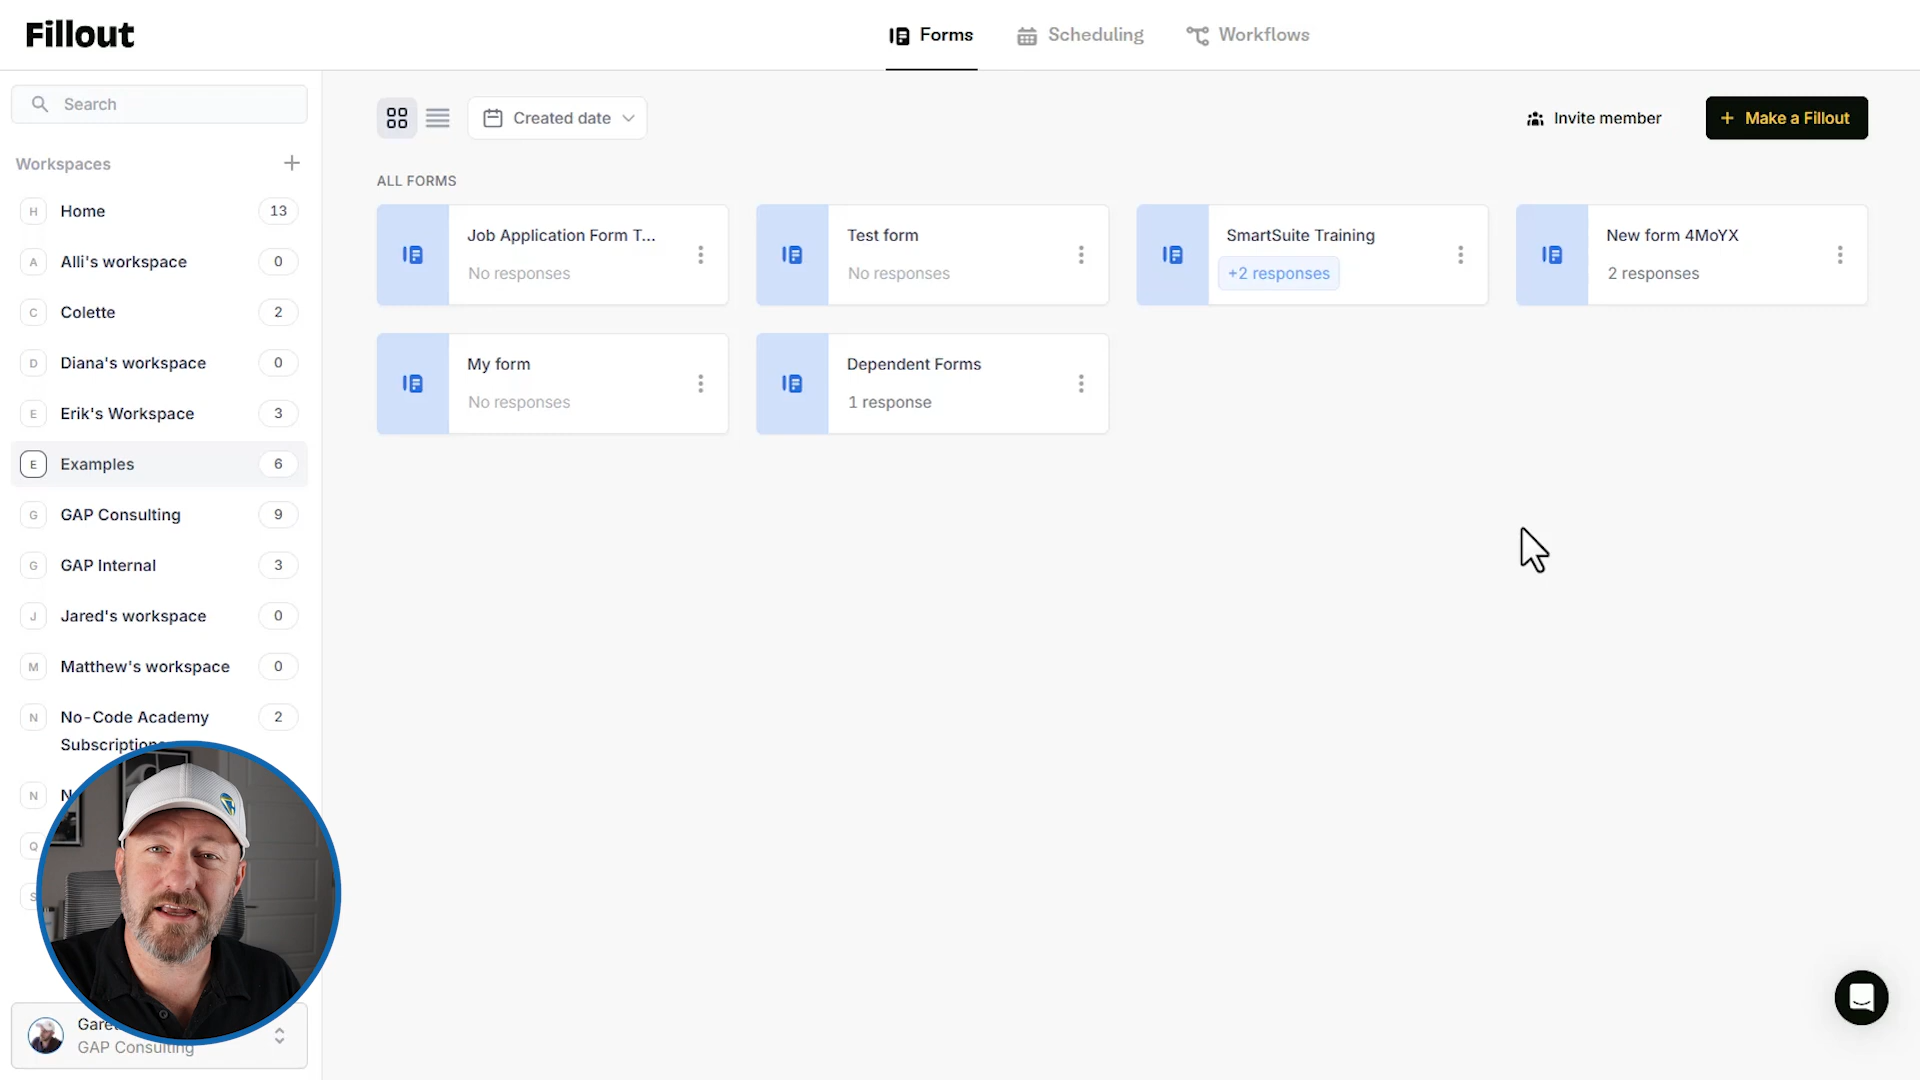 Fillout
Forms
Scheduling
Workflows
Search
Created date
Invite member
+ Make a Fillout
Workspaces
ALL FORMS
H Home 13
A Alli's workspace 0
C Colette 2
D Diana's workspace 0
E Erik's Workspace 3
E Examples 6
G GAP Consulting 9
G GAP Internal 3
J Jared's workspace 0
M Matthew's workspace 0
N No-Code Academy 2
Subscription
N N
Q
S
GAP Consulting
Job Application Form T...
No responses
Test form
No responses
SmartSuite Training
+2 responses
New form 4MoYX
2 responses
My form
No responses
Dependent Forms
1 response